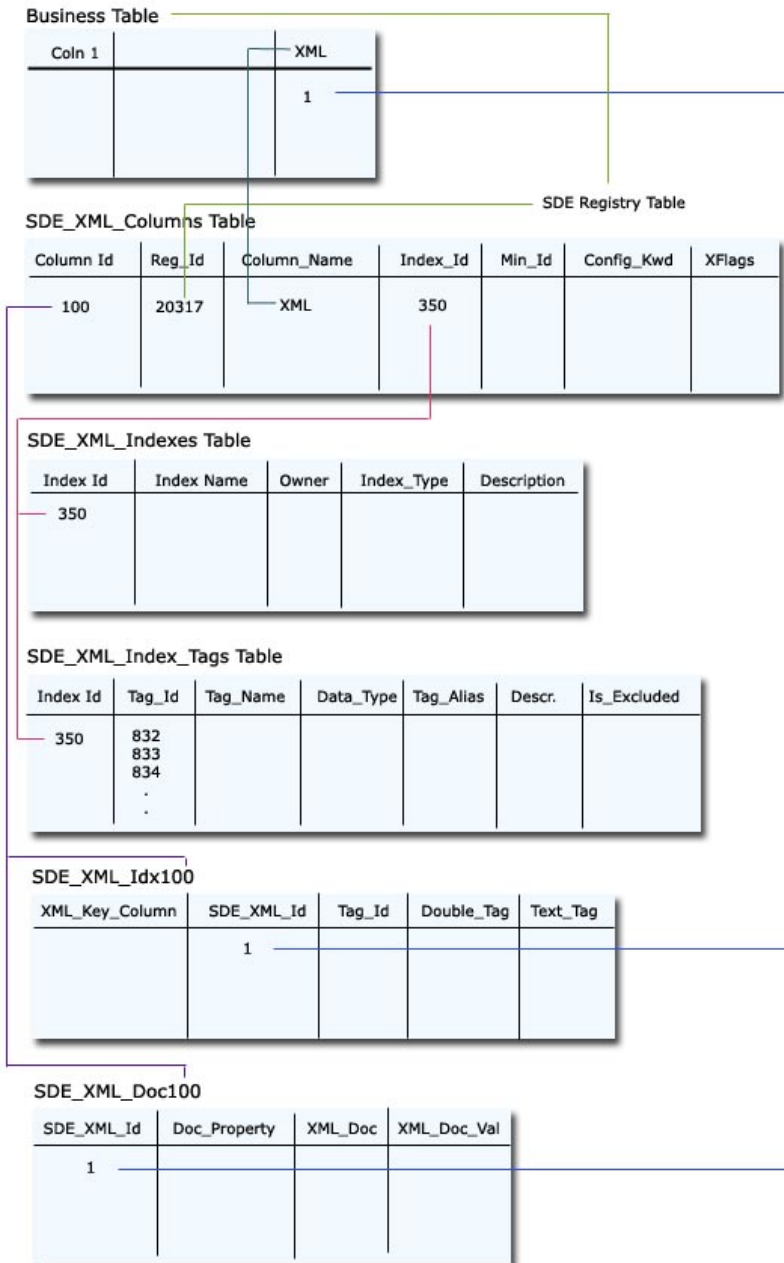 Business Table
Coln 1 XML
1
SDE Registry Table
SDE_XML_Columns Table
Column Id Reg_Id Column_Name Index_Id Min_Id Config_Kwd XFlags
100 20317 XML 350
SDE_XML_Indexes Table
Index Id Index Name Owner Index_Type Description
350
SDE_XML_Index_Tags Table
Index Id Tag_Id Tag_Name Data_Type Tag_Alias Descr. Is_Excluded
350 832
833
834
.
.
SDE_XML_Idx100
XML_Key_Column SDE_XML_Id Tag_Id Double_Tag Text_Tag
1
SDE_XML_Doc100
SDE_XML_Id Doc_Property XML_Doc XML_Doc_Val
1